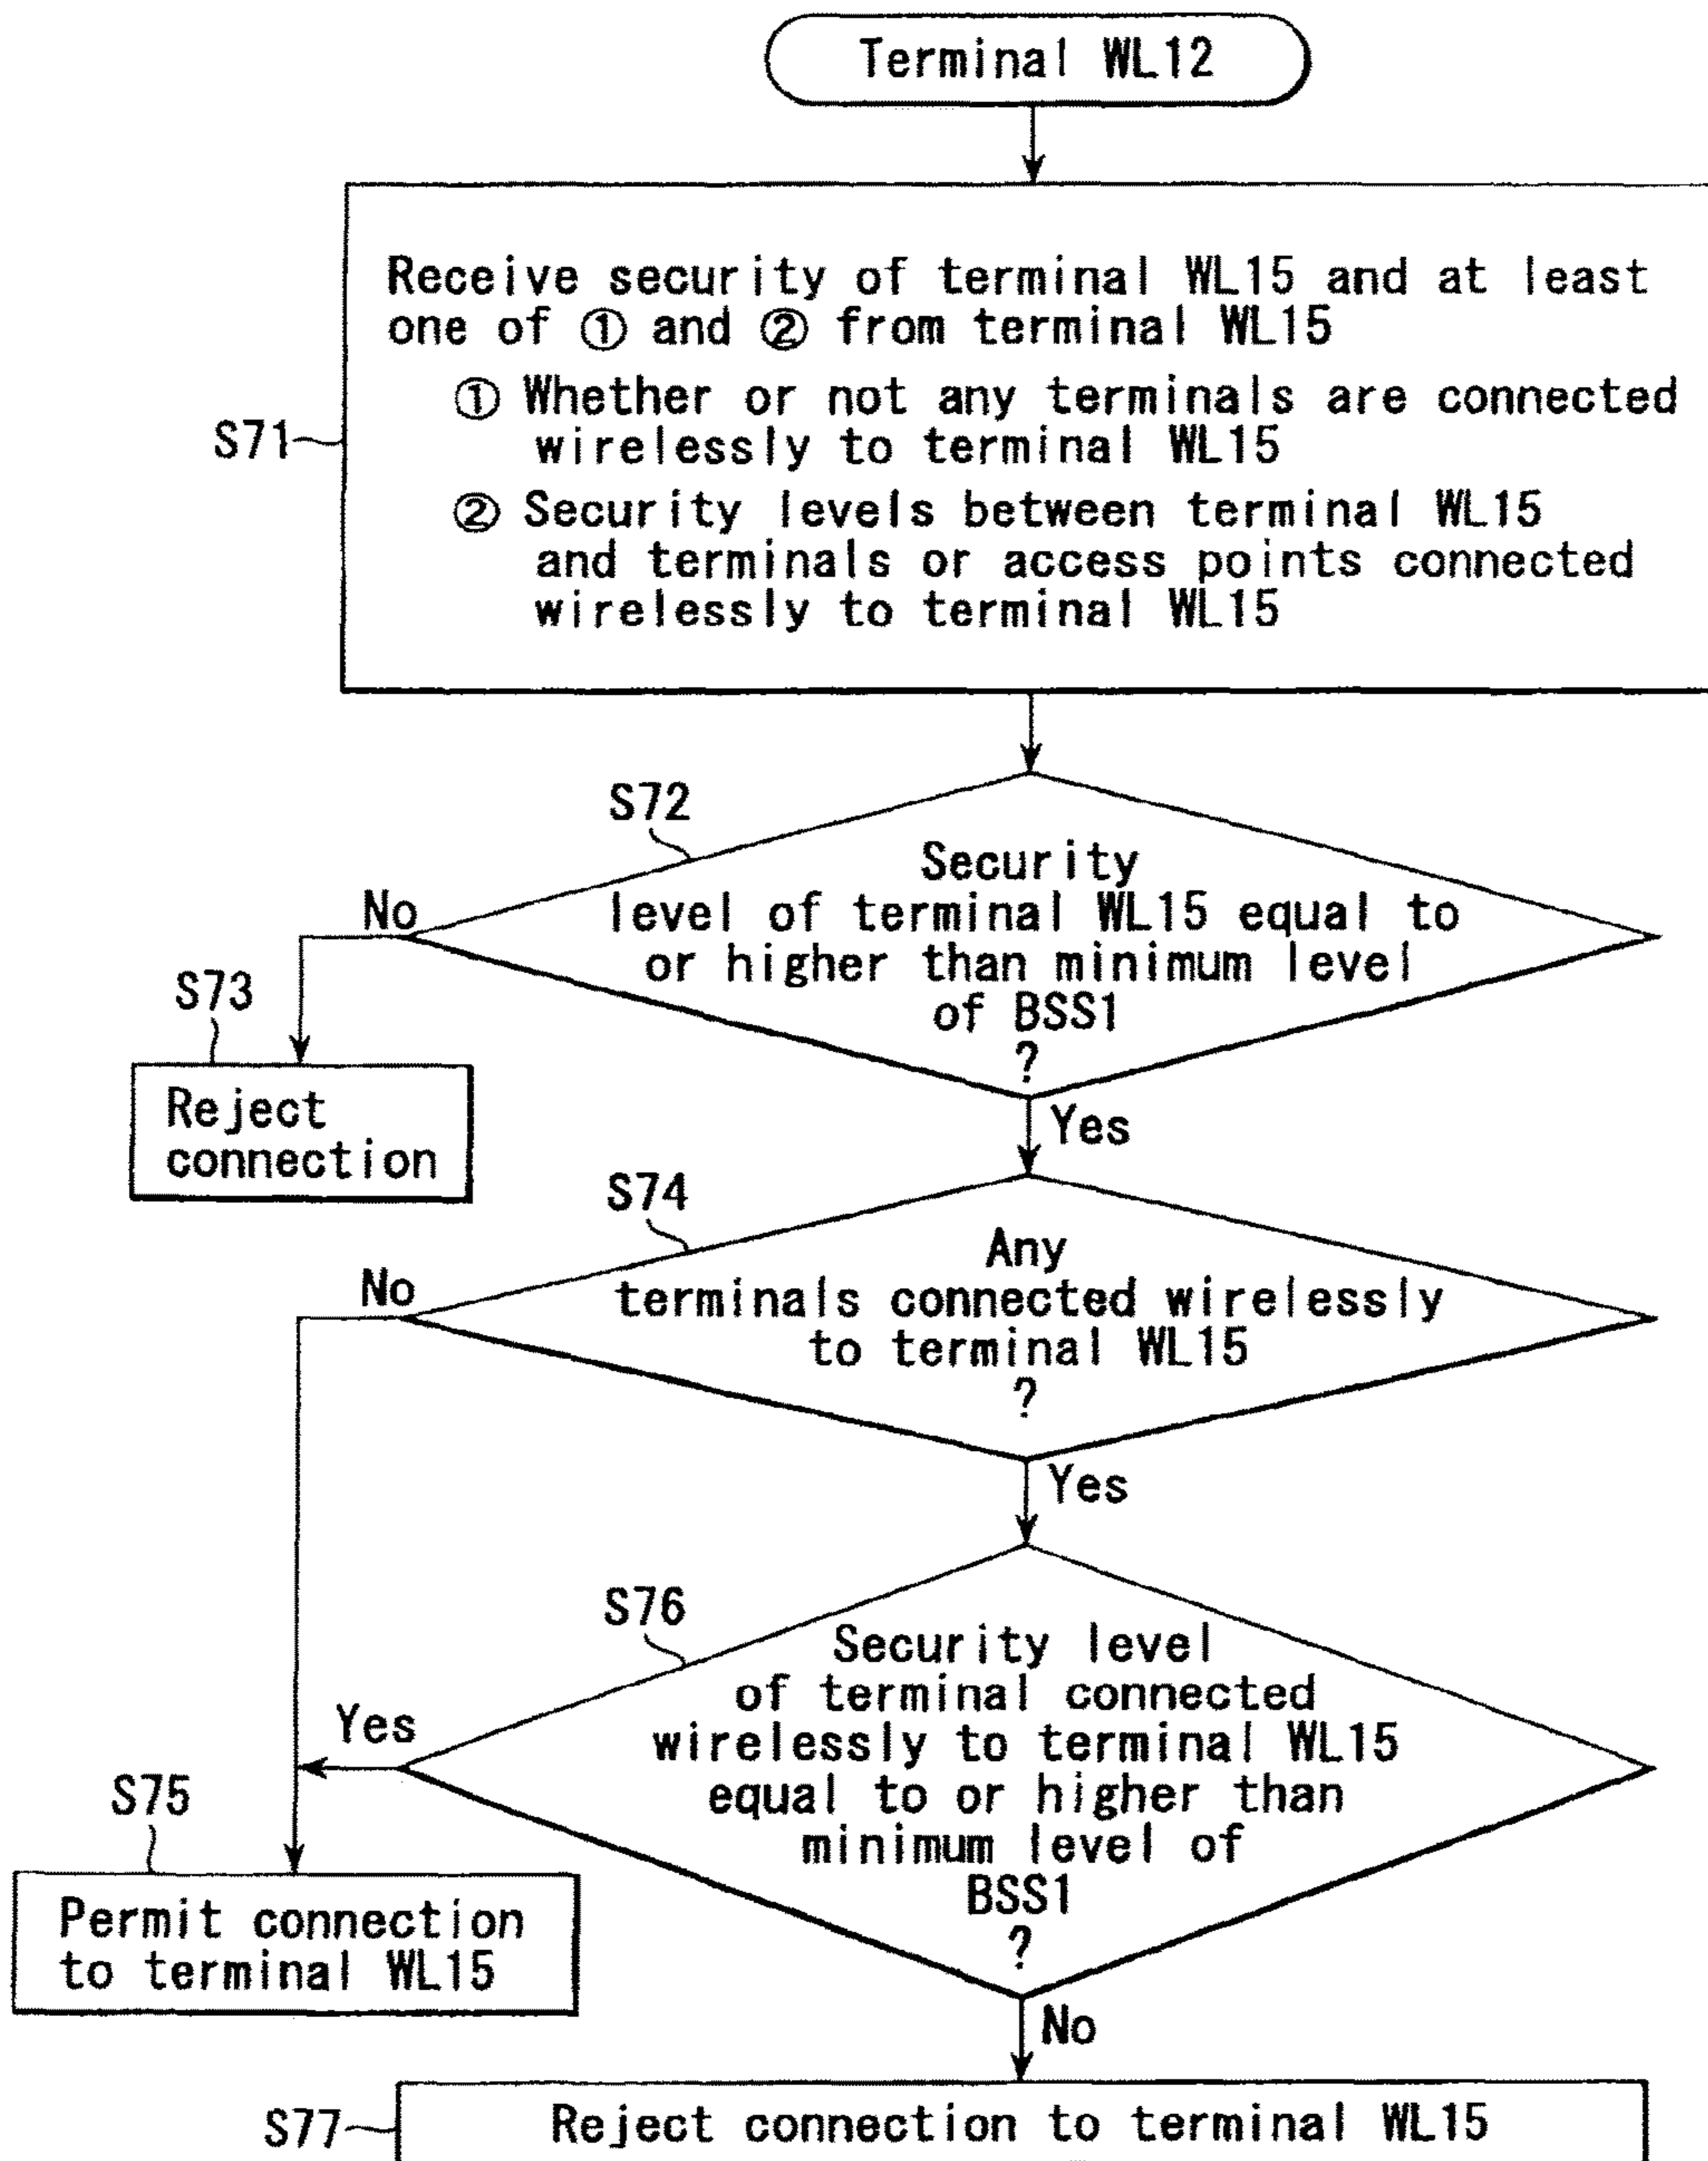 Terminal WL12
Receive security of terminal WL15 and at least
one of ① and ② from terminal WL15
① Whether or not any terminals are connected
wirelessly to terminal WL15
② Security levels between terminal WL15
and terminals or access points connected
wirelessly to terminal WL15
S71
S72
Security
level of terminal WL15 equal to
or higher than minimum level
of BSS1
?
No
Yes
S73
Reject
connection
S74
Any
terminals connected wirelessly
to terminal WL15
?
No
Yes
S76
Security level
of terminal connected
wirelessly to terminal WL15
equal to or higher than
minimum level of
BSS1
?
Yes
No
S75
Permit connection
to terminal WL15
S77
Reject connection to terminal WL15